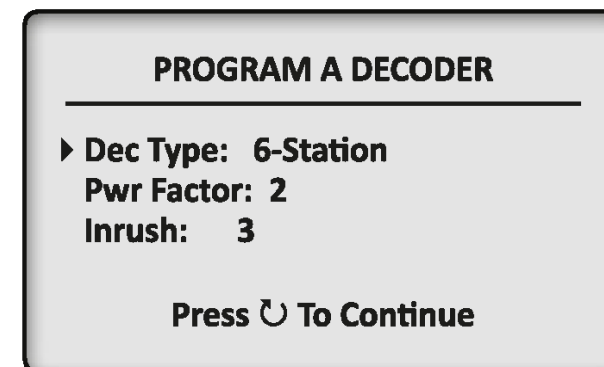 PROGRAM A DECODER
Dec Type: 6-Station
Pwr Factor: 2
Inrush: 3
Press ↻ To Continue